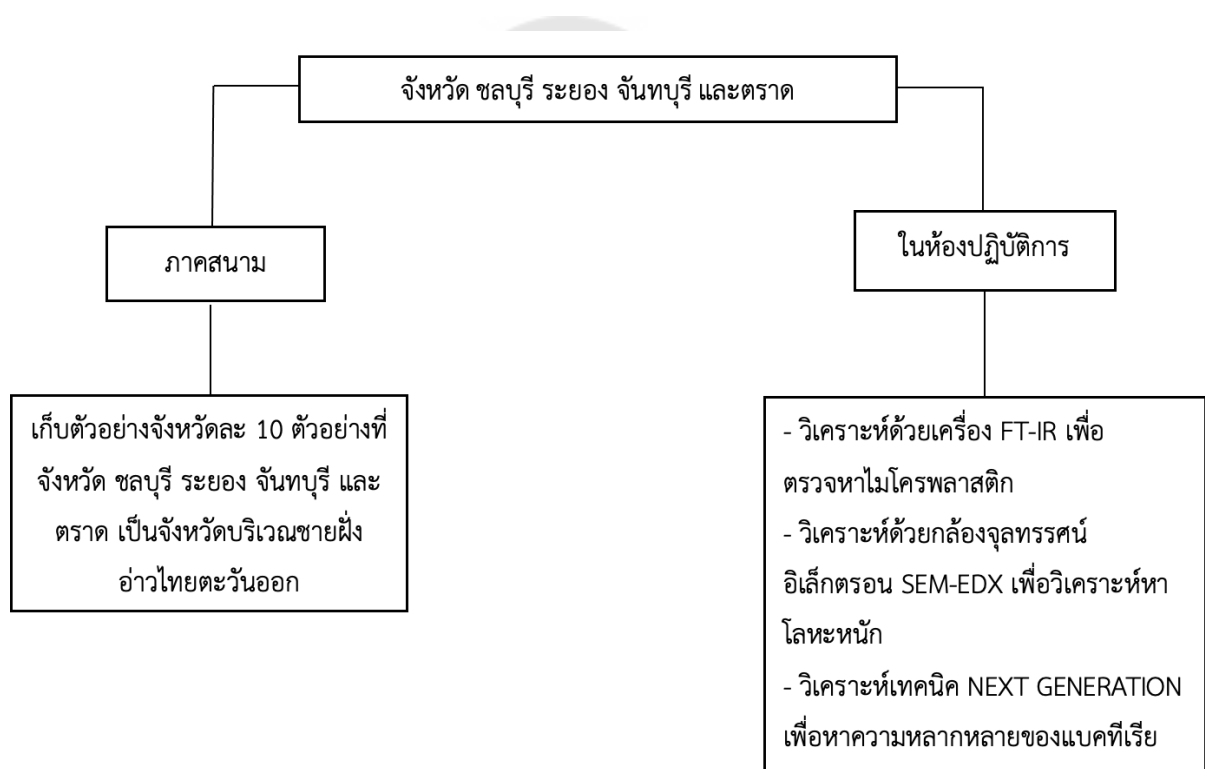 จังหวัด ชลบุรี ระยอง จันทบุรี และตราด
ภาคสนาม
ในห้องปฏิบัติการ
เก็บตัวอย่างจังหวัดละ 10 ตัวอย่างที่
จังหวัด ชลบุรี ระยอง จันทบุรี และ
ตราด เป็นจังหวัดบริเวณชายฝั่ง
อ่าวไทยตะวันออก
- วิเคราะห์ด้วยเครื่อง FT-IR เพื่อ
ตรวจหาไมโครพลาสติก
- วิเคราะห์ด้วยกล้องจุลทรรศน์
อิเล็กตรอน SEM-EDX เพื่อวิเคราะห์หา
โลหะหนัก
- วิเคราะห์เทคนิค NEXT GENERATION
เพื่อหาความหลากหลายของแบคทีเรีย